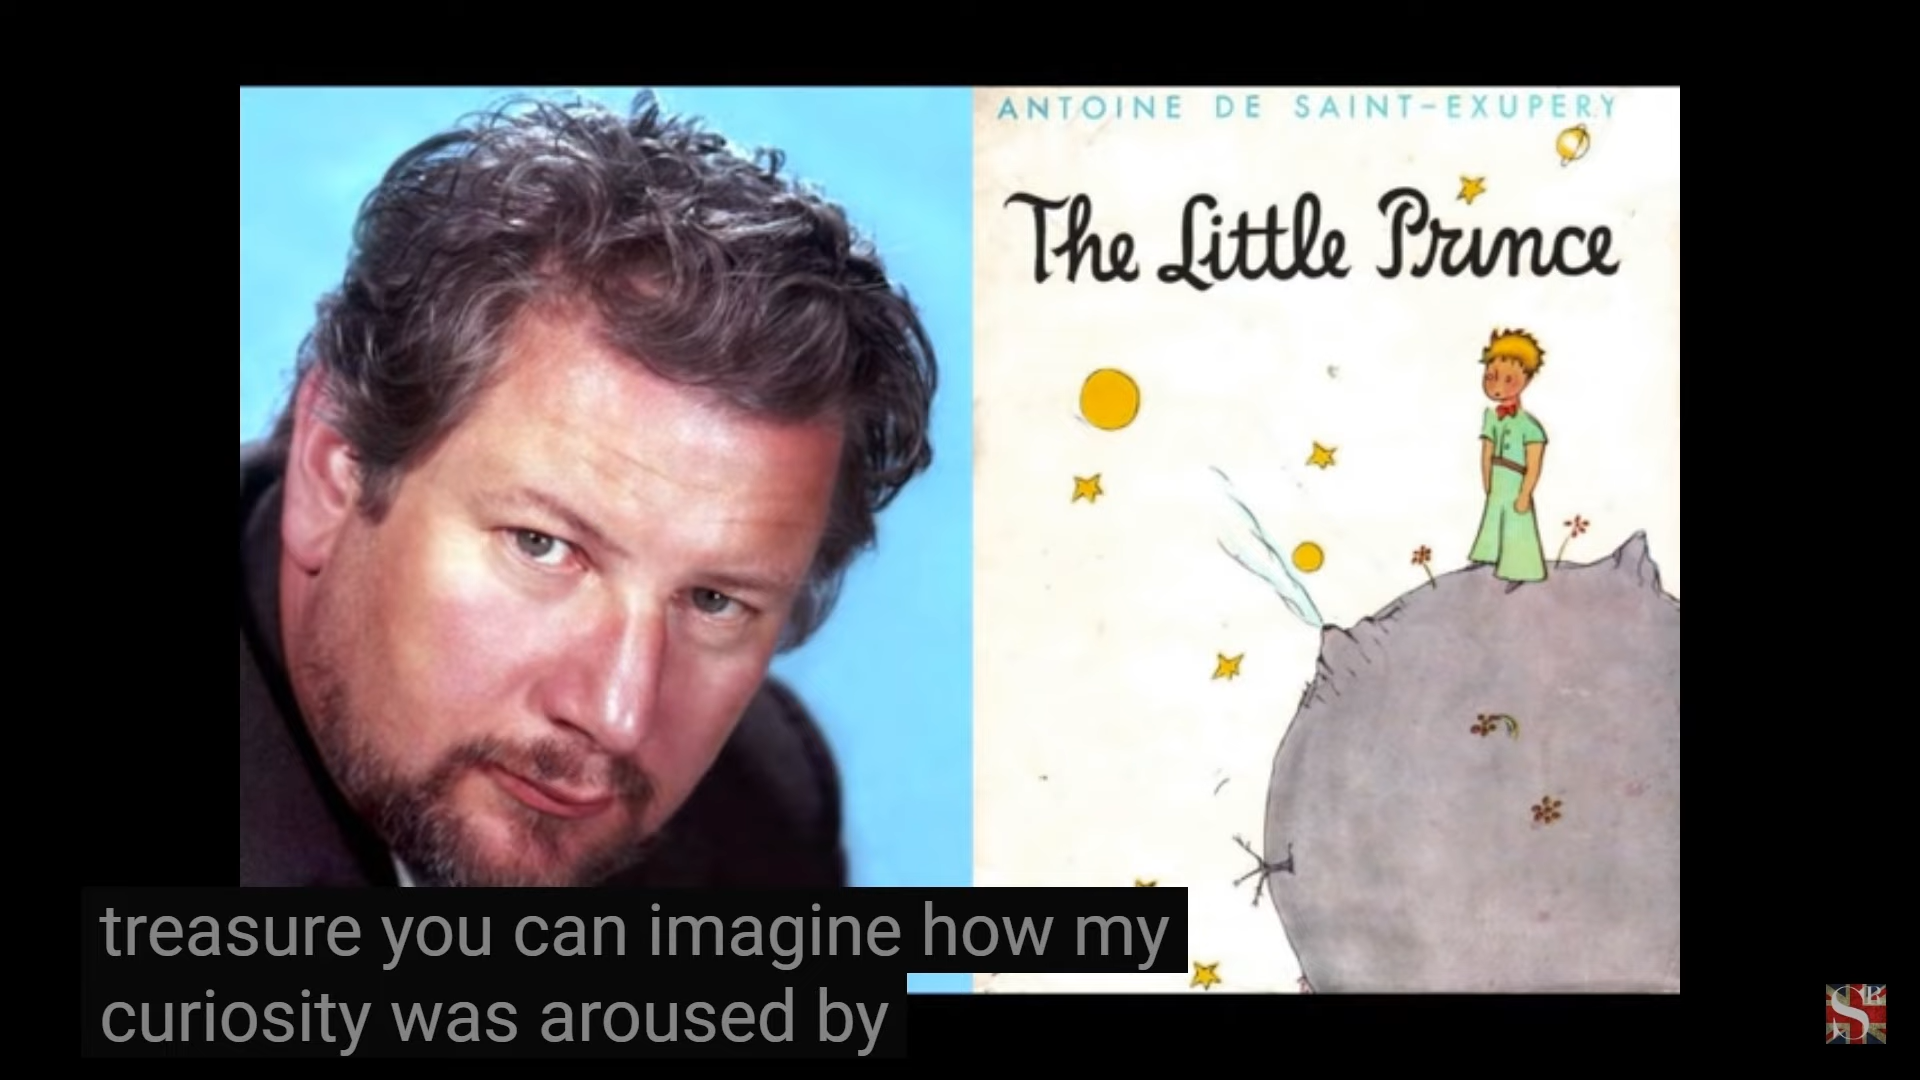 ANTOINE DE SAINT-EXUPERY
The Little Prince
treasure you can imagine how my
curiosity was aroused by